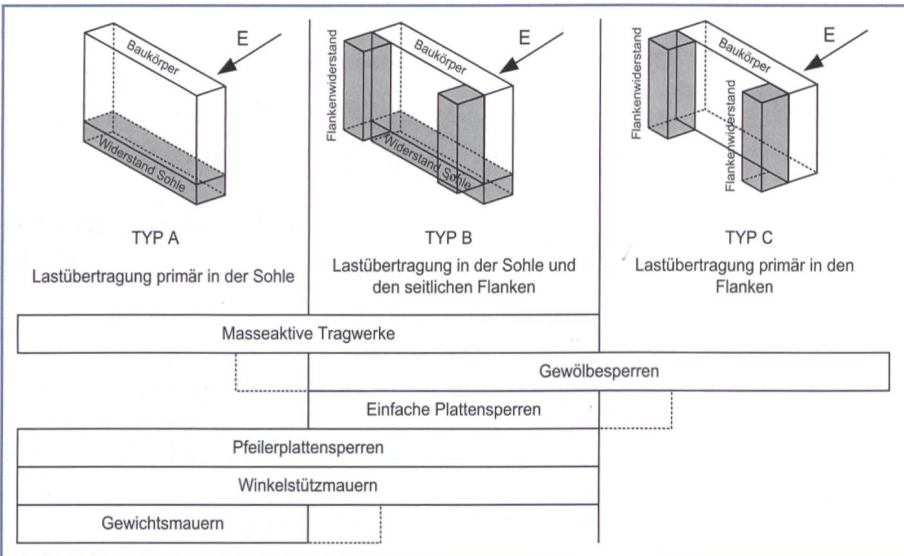 E
Baukörper
Widerstand Sohle
TYP A
Lastübertragung primär in der Sohle
Flankenwiderstand
E
Baukörper
Widerstand Sohle
TYP B
Lastübertragung in der Sohle und
den seitlichen Flanken
Flankenwiderstand
E
Baukörper
Flankenwiderstand
TYP C
Lastübertragung primär in den
Flanken
Masseaktive Tragwerke
Gewölbesperren
Einfache Plattensperren
Pfeilerplattensperren
Winkelstützmauern
Gewichtsmauern